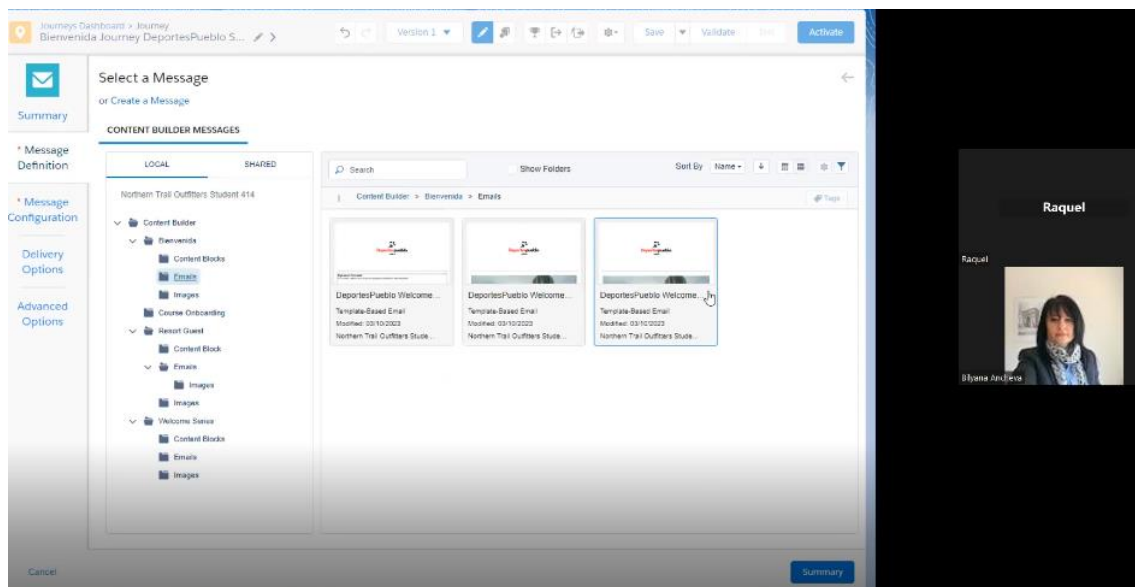 Journeys Dashboard > Journey
Bienvenida Journey DeportesPueblo S...
Version 1
Save
Validate
Activate
Summary
* Message Definition
* Message Configuration
Delivery Options
Advanced Options
Select a Message
or Create a Message
CONTENT BUILDER MESSAGES
LOCAL SHARED
Northern Trail Outfitters Student 414
Content Builder
Bienvenida
Content Blocks
Emails
Images
Course Onboarding
Resort Guest
Content Block
Emails
Images
Images
Welcome Series
Content Blocks
Emails
Images
Search
Show Folders
Sort By Name
Content Builder > Bienvenida > Emails
Tags
DeportesPueblo Welcome...
Template-Based Email
Modified: 03/10/2023
Northern Trail Outfitters Stude...
DeportesPueblo Welcome...
Template-Based Email
Modified: 03/10/2023
Northern Trail Outfitters Stude...
DeportesPueblo Welcome...
Template-Based Email
Modified: 03/10/2023
Northern Trail Outfitters Stude...
Cancel
Summary
Raquel
Raquel
Bilyana Andreeva